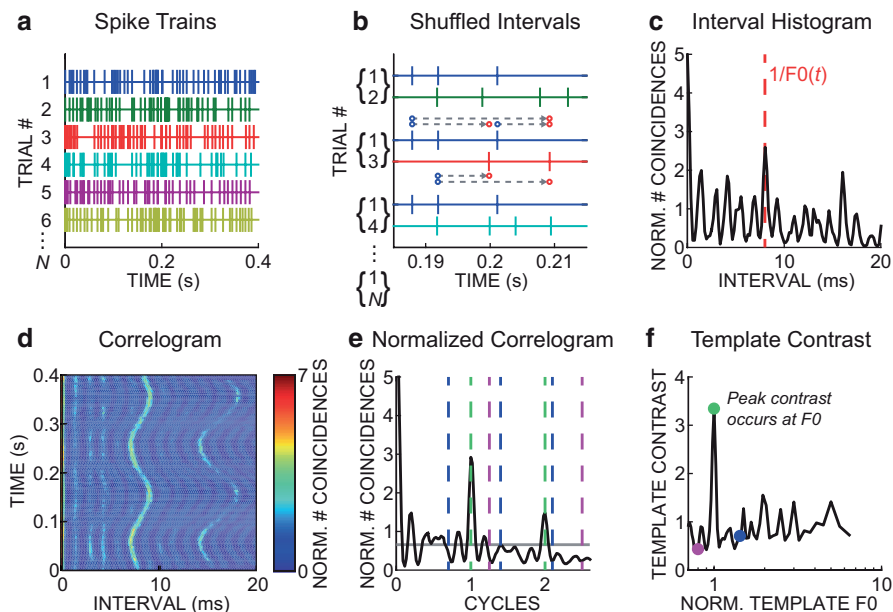 a Spike Trains
TRIAL #
1
2
3
4
5
6
N
0 0.2 0.4
TIME (s)
b Shuffled Intervals
TRIAL #
{1 2}
{1 3}
{1 4}
{1 N}
0.19 0.2 0.21
TIME (s)
c Interval Histogram
NORM. # COINCIDENCES
5
4
3
2
1
0
1/F0(t)
0 10 20
INTERVAL (ms)
d Correlogram
TIME (s)
0.4
0.3
0.2
0.1
0
0 10 20
INTERVAL (ms)
7
0
NORM. # COINCIDENCES
e Normalized Correlogram
NORM. # COINCIDENCES
5
4
3
2
1
0
0 1 2
CYCLES
f Template Contrast
TEMPLATE CONTRAST
4
3
2
1
0
Peak contrast
occurs at F0
1 10
NORM. TEMPLATE F0